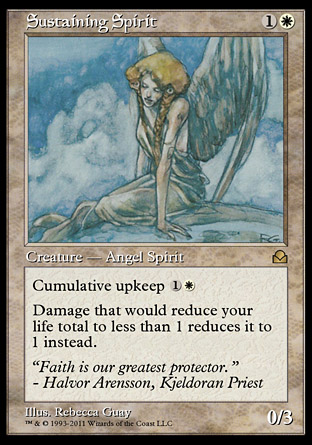 Sustaining Spirit 1
RG.
Creature — Angel Spirit
Cumulative upkeep 1
Damage that would reduce your
life total to less than 1 reduces it to
1 instead.
“Faith is our greatest protector.”
- Halvor Arensson, Kjeldoran Priest
Illus. Rebecca Guay
™ & © 1993-2011 Wizards of the Coast LLC
0/3